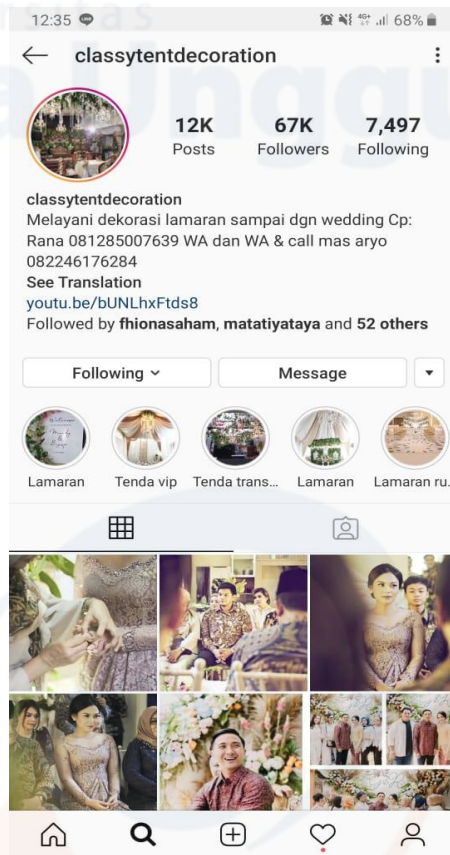 12:35
4G+ 68%
classytentdecoration
12K 67K 7,497
Posts Followers Following
classytentdecoration
Melayani dekorasi lamaran sampai dgn wedding Cp:
Rana 081285007639 WA dan WA & call mas aryo
082246176284
See Translation
youtu.be/bUNLhxFtds8
Followed by fhionasaham, matatiyataya and 52 others
Following Message
Lamaran Tenda vip Tenda trans... Lamaran Lamaran ru..